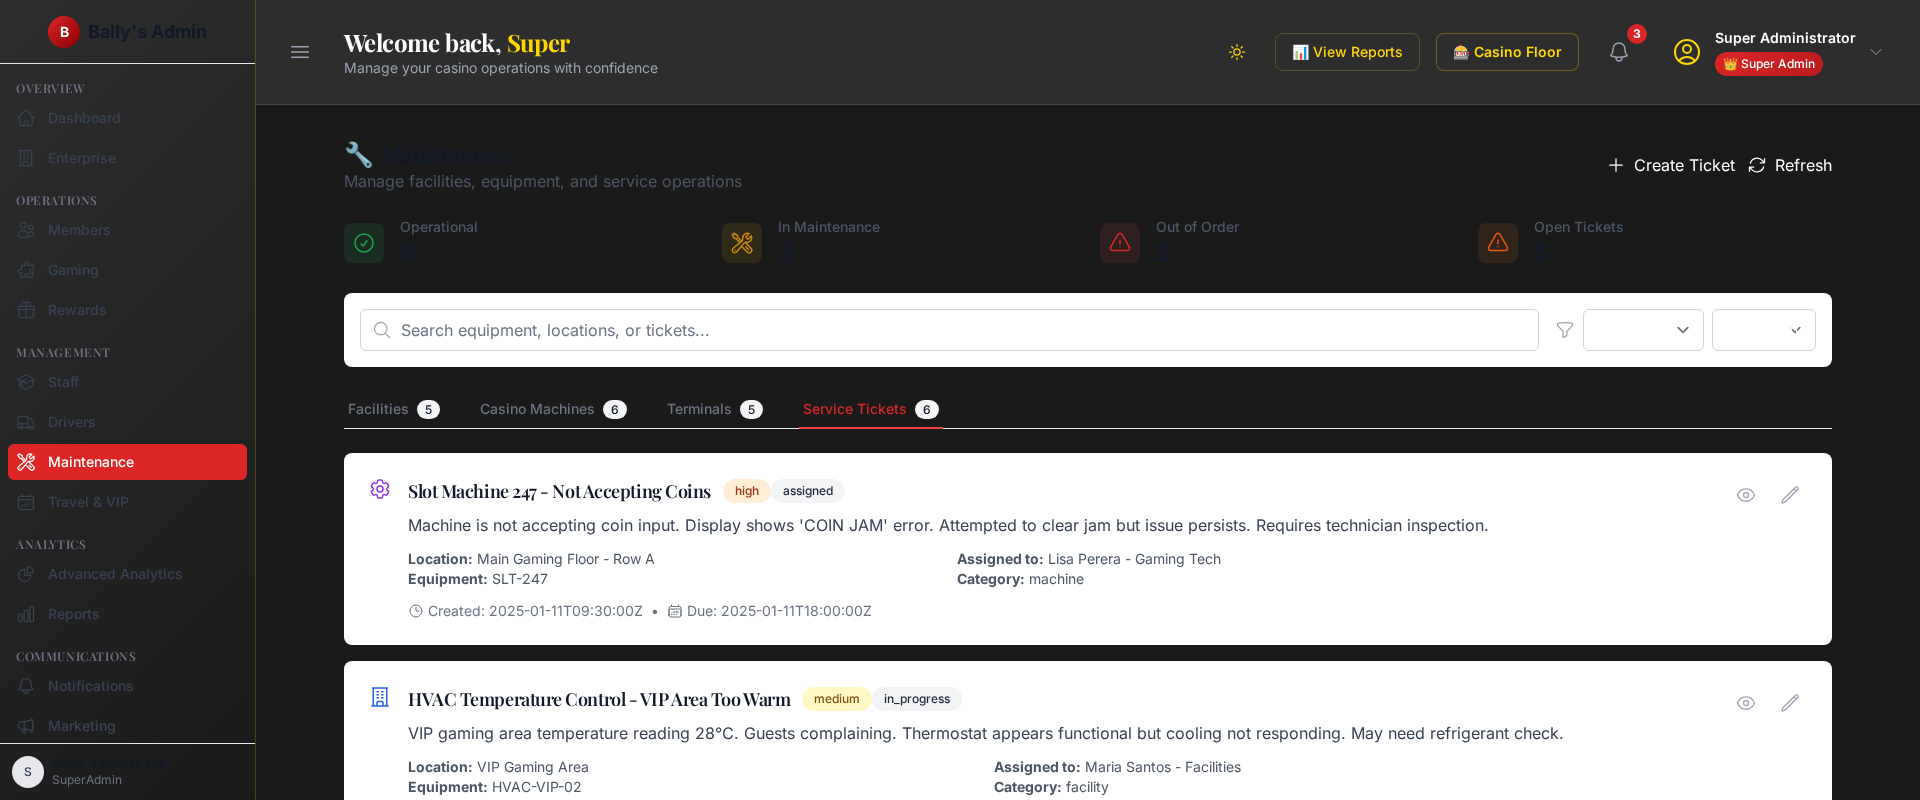 B Bally's Admin
OVERVIEW
Dashboard
Enterprise
OPERATIONS
Members
Gaming
Rewards
MANAGEMENT
Staff
Drivers
Maintenance
Travel & VIP
ANALYTICS
Advanced Analytics
Reports
COMMUNICATIONS
Notifications
Marketing
S Super Administrator
SuperAdmin
Welcome back, Super
Manage your casino operations with confidence
📊 View Reports
🎰 Casino Floor
3
Super Administrator
👑 Super Admin
🔧 Maintenance
Manage facilities, equipment, and service operations
Create Ticket
Refresh
Operational
In Maintenance
3
Out of Order
Open Tickets
5
Search equipment, locations, or tickets...
Facilities 5
Casino Machines 6
Terminals 5
Service Tickets 6
Slot Machine 247 - Not Accepting Coins high assigned
Machine is not accepting coin input. Display shows 'COIN JAM' error. Attempted to clear jam but issue persists. Requires technician inspection.
Location: Main Gaming Floor - Row A
Assigned to: Lisa Perera - Gaming Tech
Equipment: SLT-247
Category: machine
Created: 2025-01-11T09:30:00Z • Due: 2025-01-11T18:00:00Z
HVAC Temperature Control - VIP Area Too Warm medium in_progress
VIP gaming area temperature reading 28°C. Guests complaining. Thermostat appears functional but cooling not responding. May need refrigerant check.
Location: VIP Gaming Area
Assigned to: Maria Santos - Facilities
Equipment: HVAC-VIP-02
Category: facility